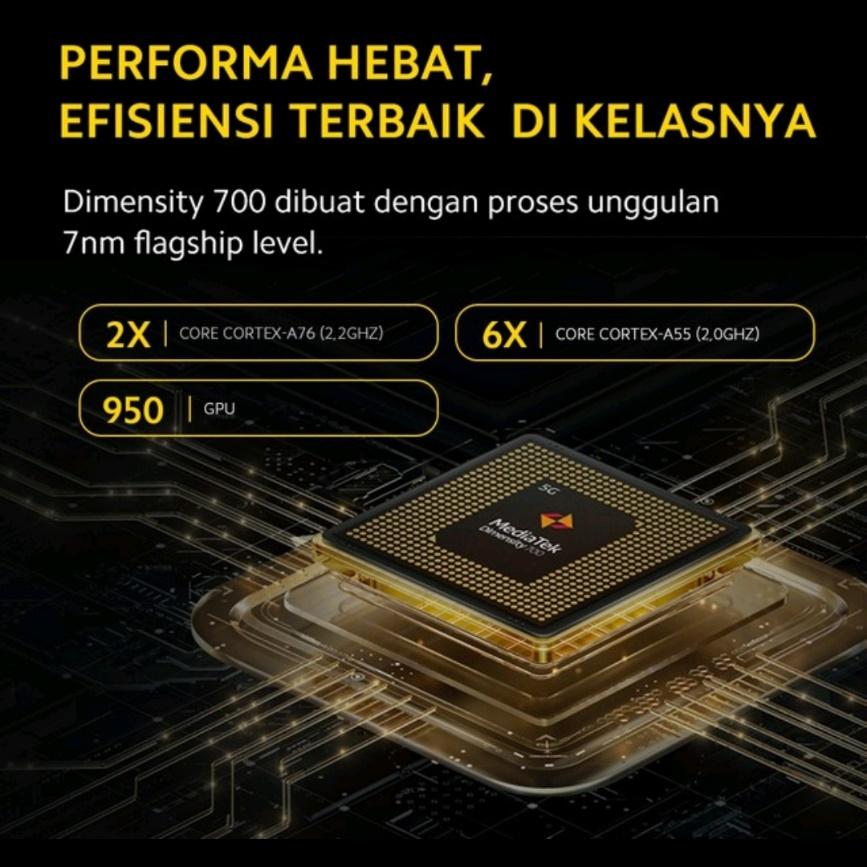 PERFORMA HEBAT,
EFISIENSI TERBAIK DI KELASNYA
Dimensity 700 dibuat dengan proses unggulan
7nm flagship level.
2X | CORE CORTEX-A76 (2,2GHZ)
6X | CORE CORTEX-A55 (2,0GHZ)
950 | GPU
5G
MediaTek
Dimensity 700